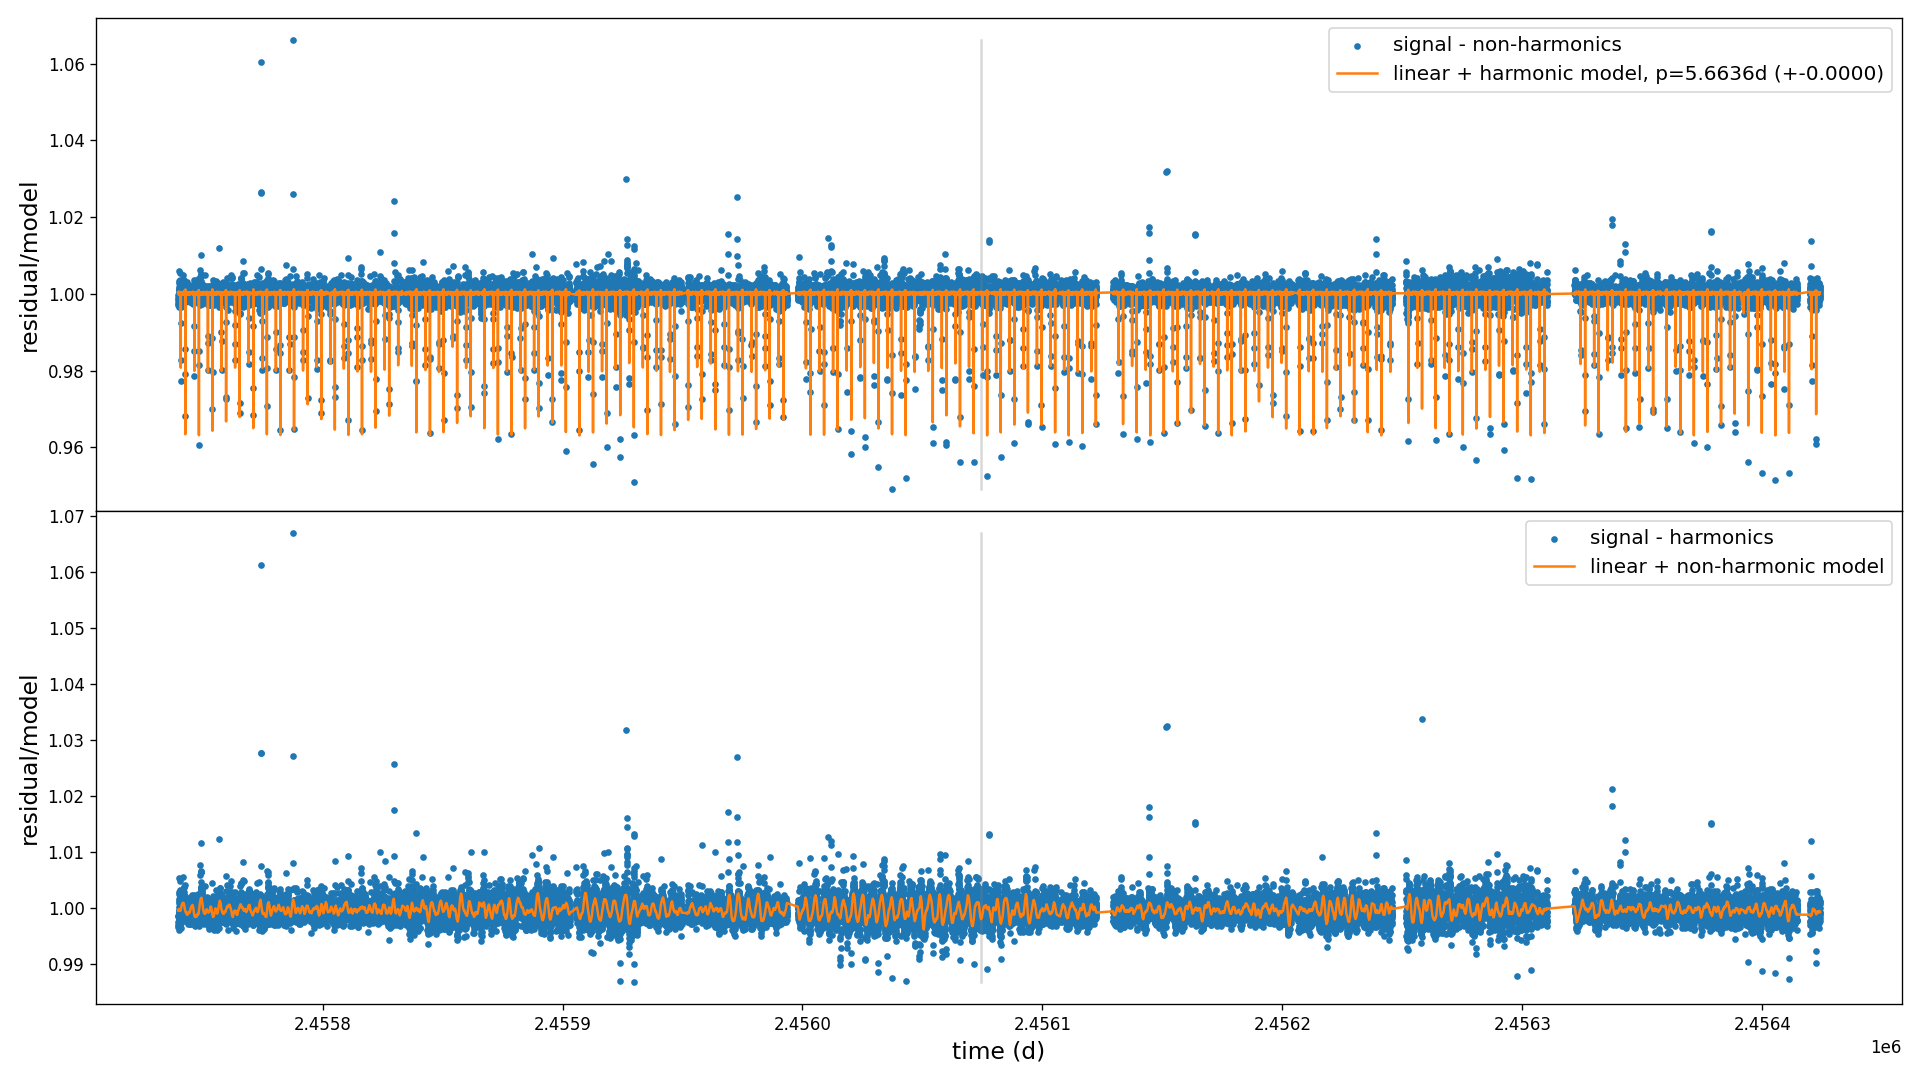 signal - non-harmonics
linear + harmonic model, p=5.6636d (+-0.0000)
residual/model
1.06
1.04
1.02
1.00
0.98
0.96
signal - harmonics
linear + non-harmonic model
residual/model
1.07
1.06
1.05
1.04
1.03
1.02
1.01
1.00
0.99
2.4558 2.4559 2.4560 2.4561 2.4562 2.4563 2.4564
1e6
time (d)